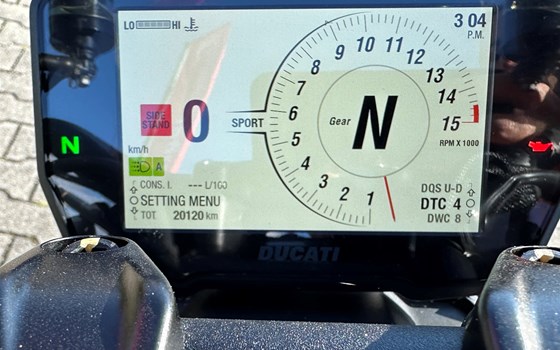 LO HI
3 04
P.M.
9 10 11 12
8 13
7 14
6 15
5
4
3
2
1
RPM X 1000
SIDE
STAND
0
SPORT
Gear N
N
km/h
A
CONS. I. --- L/100
SETTING MENU
TOT 20120 km
DQS U-D
DTC 4
DWC 8
DUCATI